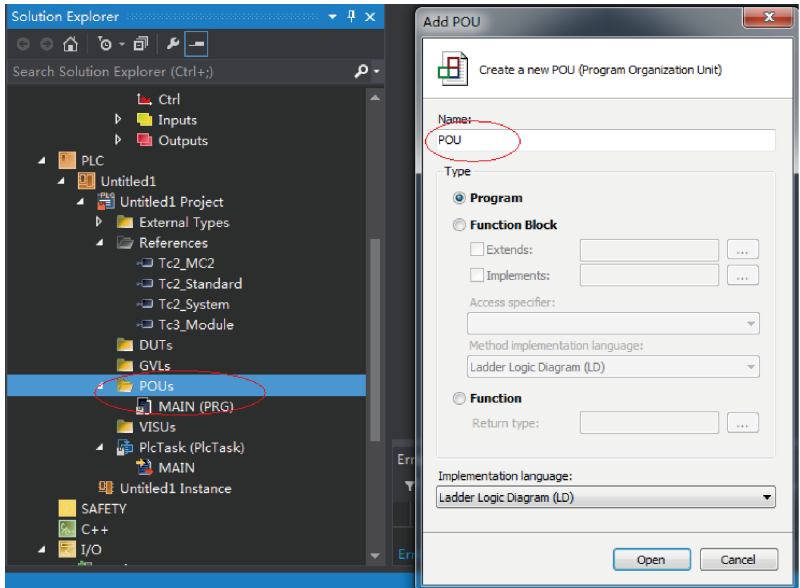 Solution Explorer
Search Solution Explorer (Ctrl+;)
Ctrl
Inputs
Outputs
PLC
Untitled1
Untitled1 Project
External Types
References
Tc2_MC2
Tc2_Standard
Tc2_System
Tc3_Module
DUTs
GVLs
POUs
MAIN (PRG)
VISUs
PlcTask (PlcTask)
MAIN
Untitled1 Instance
SAFETY
C++
I/O
Err
Err
Add POU
Create a new POU (Program Organization Unit)
Name:
POU
Type
Program
Function Block
Extends:
...
Implements:
...
Access specifier:
Method implementation language:
Ladder Logic Diagram (LD)
Function
Return type:
...
Implementation language:
Ladder Logic Diagram (LD)
Open
Cancel